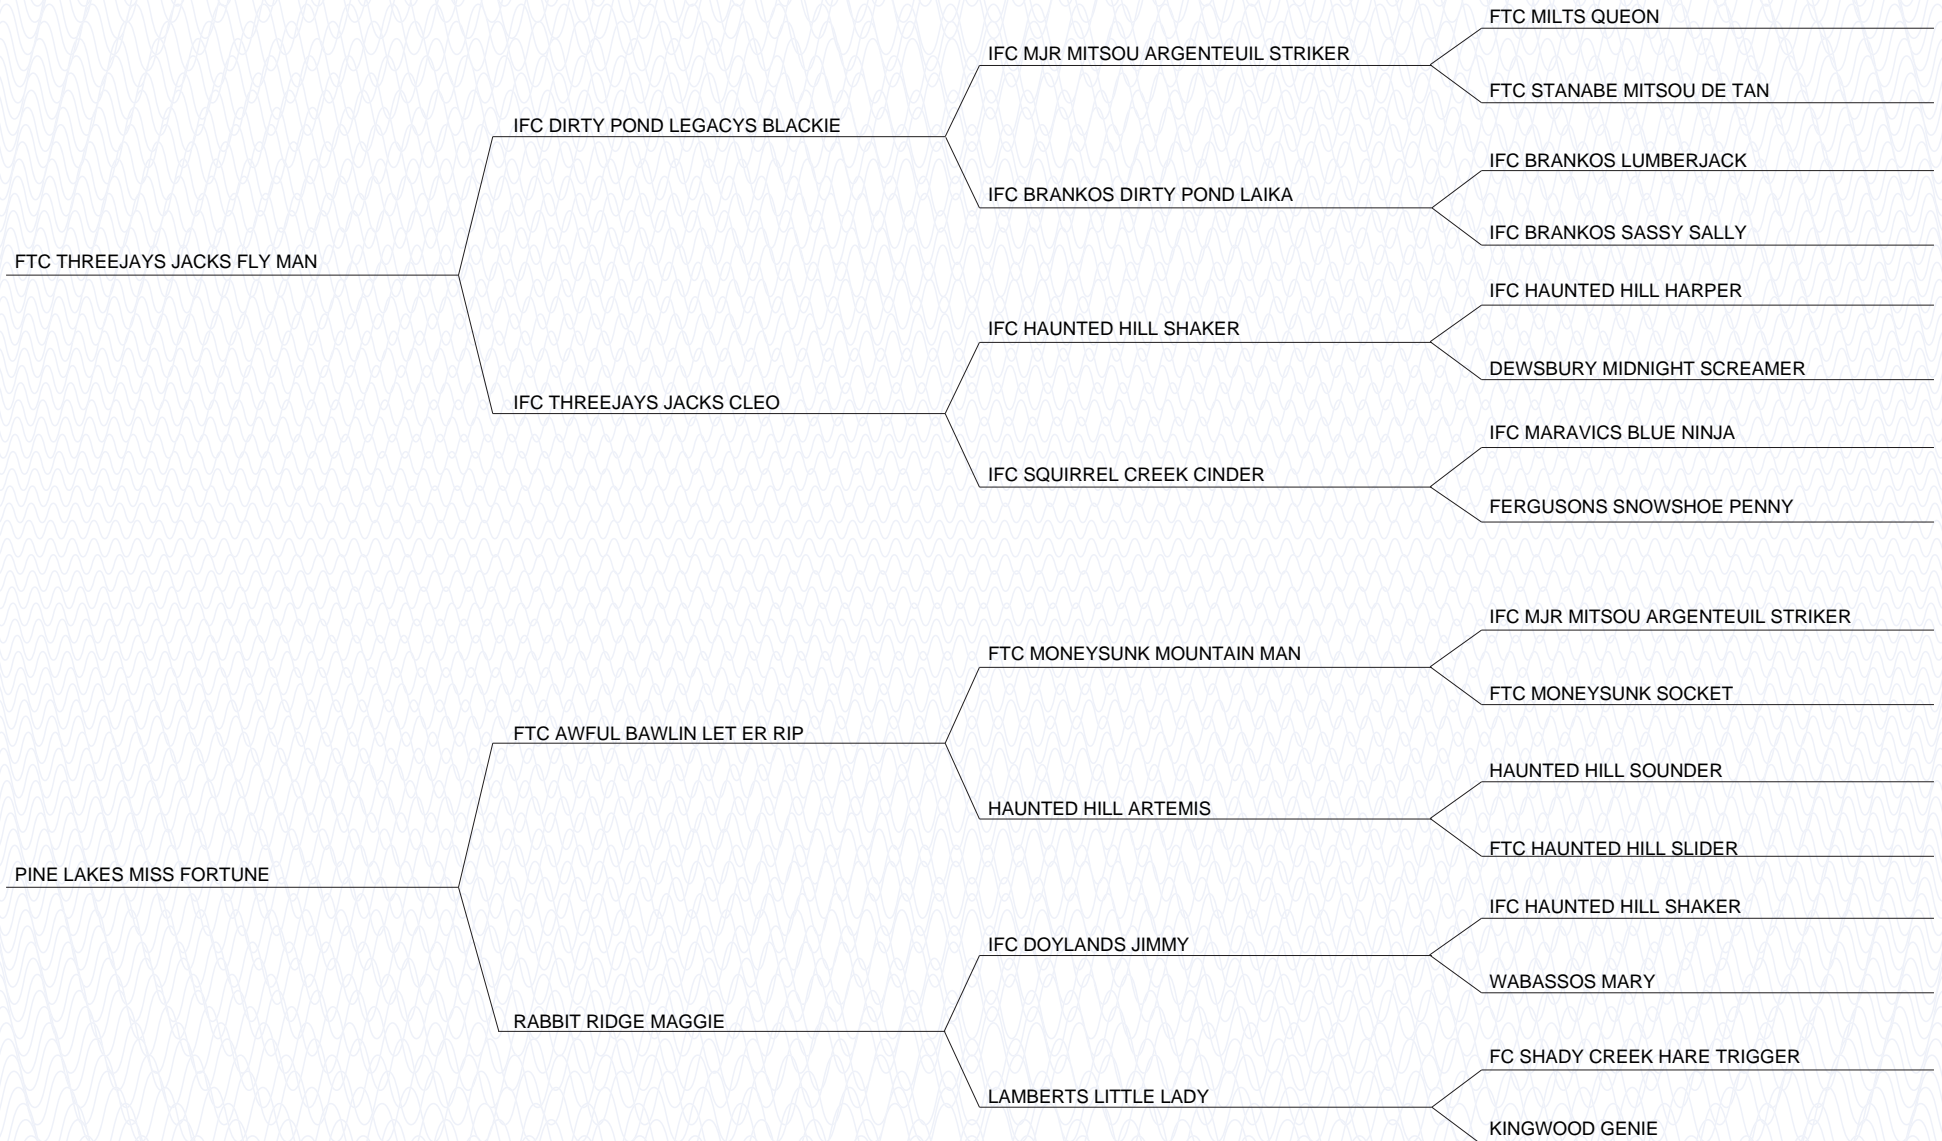 FTC MILTS QUEON
IFC MJR MITSOU ARGENTEUIL STRIKER
FTC STANABE MITSOU DE TAN
IFC DIRTY POND LEGACYS BLACKIE
IFC BRANKOS LUMBERJACK
IFC BRANKOS DIRTY POND LAIKA
IFC BRANKOS SASSY SALLY
FTC THREEJAYS JACKS FLY MAN
IFC HAUNTED HILL HARPER
IFC HAUNTED HILL SHAKER
DEWSBURY MIDNIGHT SCREAMER
IFC THREEJAYS JACKS CLEO
IFC MARAVICS BLUE NINJA
IFC SQUIRREL CREEK CINDER
FERGUSONS SNOWSHOE PENNY
IFC MJR MITSOU ARGENTEUIL STRIKER
FTC MONEYSUNK MOUNTAIN MAN
FTC MONEYSUNK SOCKET
FTC AWFUL BAWLIN LET ER RIP
HAUNTED HILL SOUNDER
HAUNTED HILL ARTEMIS
FTC HAUNTED HILL SLIDER
PINE LAKES MISS FORTUNE
IFC HAUNTED HILL SHAKER
IFC DOYLANDS JIMMY
WABASSOS MARY
RABBIT RIDGE MAGGIE
FC SHADY CREEK HARE TRIGGER
LAMBERTS LITTLE LADY
KINGWOOD GENIE